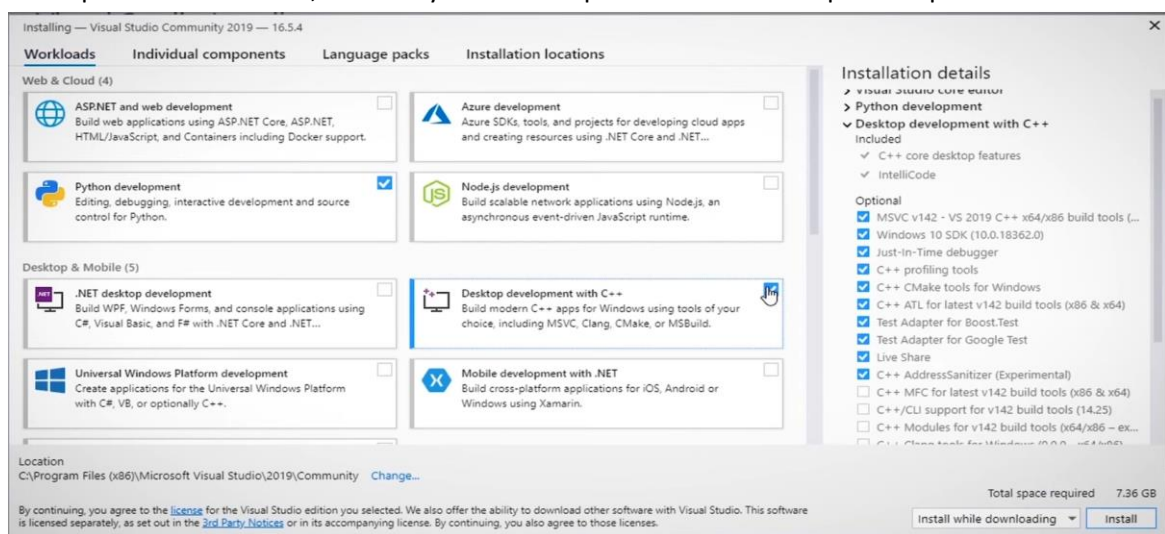 Installing — Visual Studio Community 2019 — 16.5.4
Workloads Individual components Language packs Installation locations
Web & Cloud (4)
ASP.NET and web development
Build web applications using ASP.NET Core, ASP.NET,
HTML/JavaScript, and Containers including Docker support.
Azure development
Azure SDKs, tools, and projects for developing cloud apps
and creating resources using .NET Core and .NET...
Python development
Editing, debugging, interactive development and source
control for Python.
Node.js development
Build scalable network applications using Node.js, an
asynchronous event-driven JavaScript runtime.
Desktop & Mobile (5)
.NET desktop development
Build WPF, Windows Forms, and console applications using
C#, Visual Basic, and F# with .NET Core and .NET...
Desktop development with C++
Build modern C++ apps for Windows using tools of your
choice, including MSVC, Clang, CMake, or MSBuild.
Universal Windows Platform development
Create applications for the Universal Windows Platform
with C#, VB, or optionally C++.
Mobile development with .NET
Build cross-platform applications for iOS, Android or
Windows using Xamarin.
Installation details
Visual Studio core editor
Python development
Desktop development with C++
Included
C++ core desktop features
IntelliCode
Optional
MSVC v142 - VS 2019 C++ x64/x86 build tools (...
Windows 10 SDK (10.0.18362.0)
Just-In-Time debugger
C++ profiling tools
C++ CMake tools for Windows
C++ ATL for latest v142 build tools (x86 & x64)
Test Adapter for Boost.Test
Test Adapter for Google Test
Live Share
C++ AddressSanitizer (Experimental)
C++ MFC for latest v142 build tools (x86 & x64)
C++/CLI support for v142 build tools (14.25)
C++ Modules for v142 build tools (x64/x86 – ex...
Location
C:\Program Files (x86)\Microsoft Visual Studio\2019\Community Change...
Total space required 7.36 GB
By continuing, you agree to the license for the Visual Studio edition you selected. We also offer the ability to download other software with Visual Studio. This software
is licensed separately, as set out in the 3rd Party Notices or in its accompanying license. By continuing, you also agree to those licenses.
Install while downloading Install